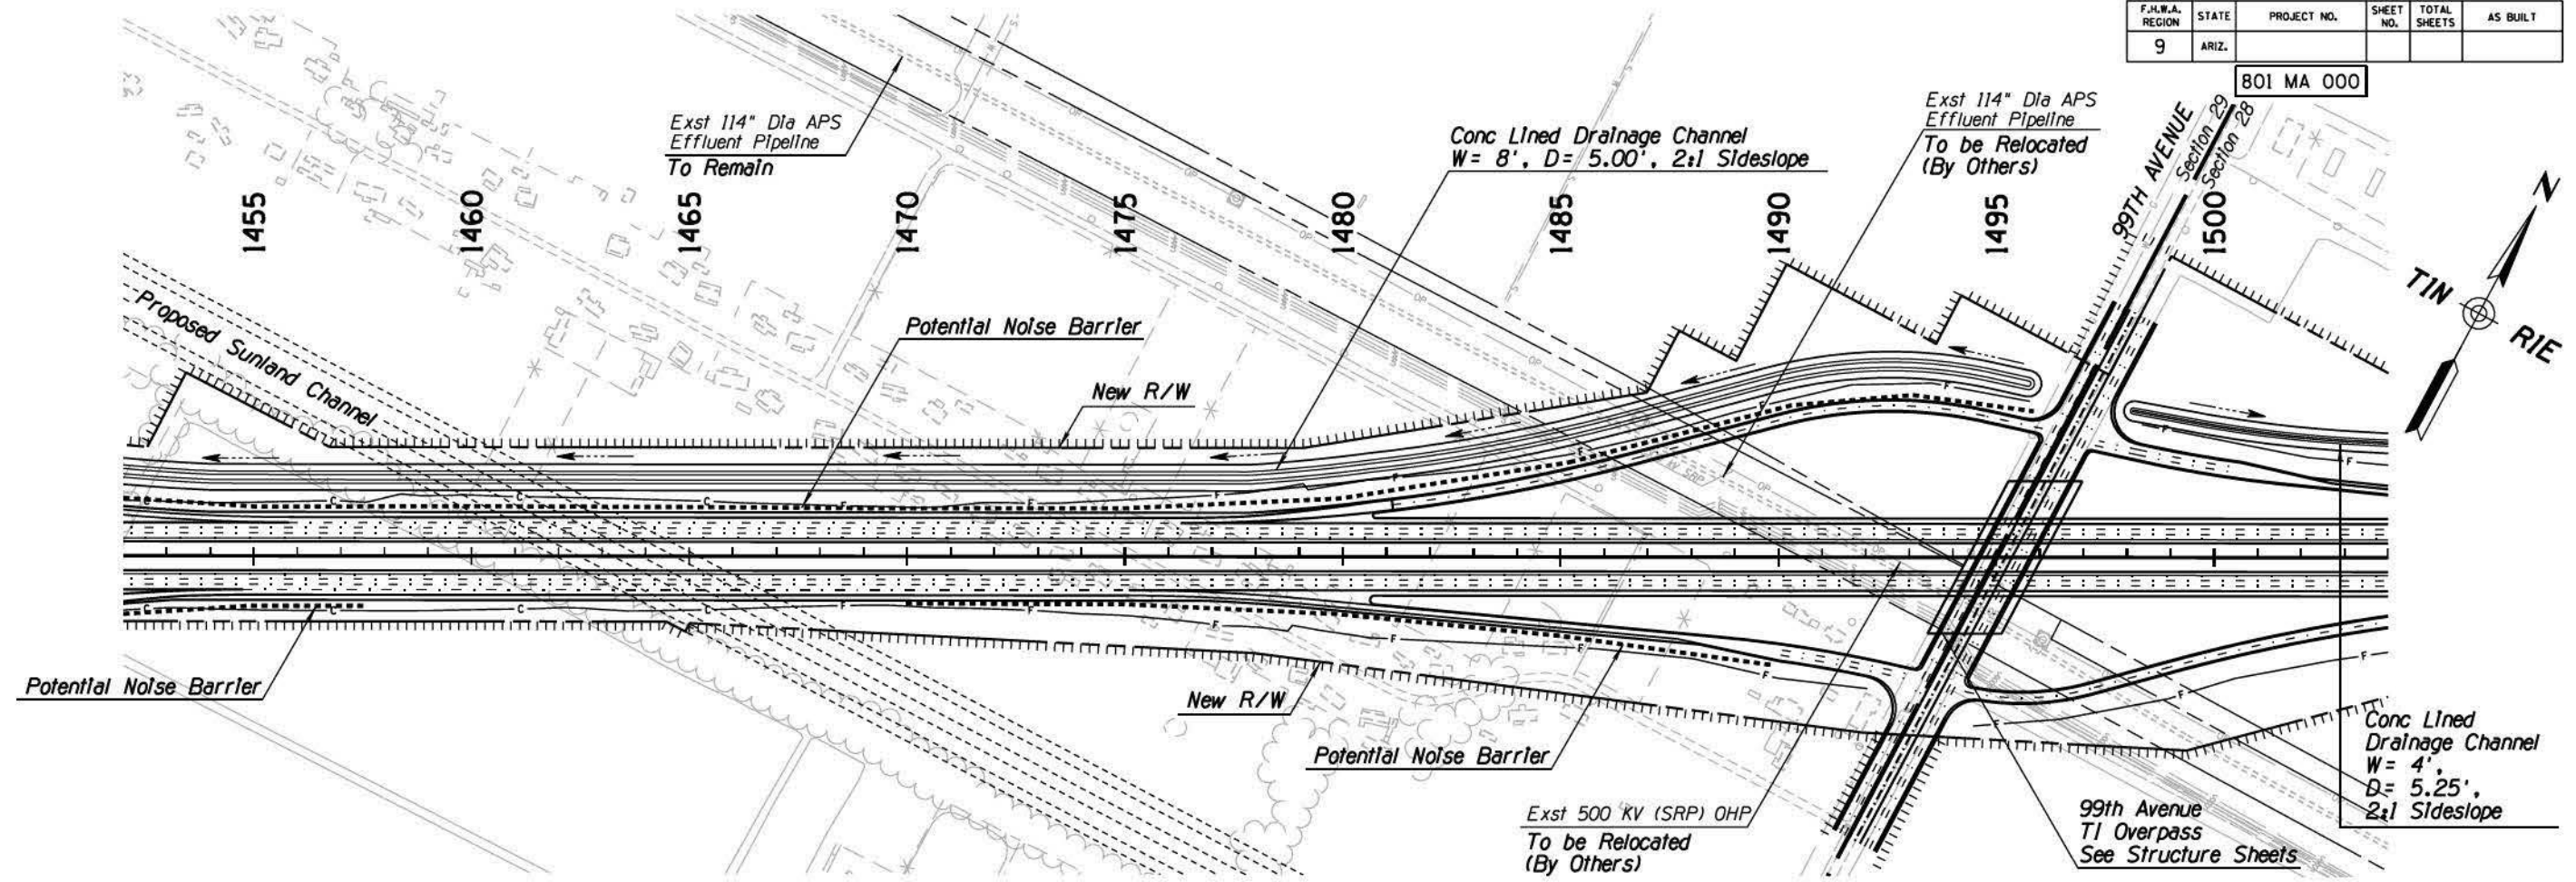 F.H.W.A. REGION
STATE
PROJECT NO.
SHEET NO.
TOTAL SHEETS
AS BUILT
9
ARIZ.
801 MA 000
Exst 114" Dia APS
Effluent Pipeline
To Remain
Conc Lined Drainage Channel
W= 8', D= 5.00', 2:1 Sideslope
Exst 114" Dia APS
Effluent Pipeline
To be Relocated
(By Others)
99TH AVENUE
Section 29
Section 28
N
T1N
R1E
1455
1460
1465
1470
1475
1480
1485
1490
1495
1500
Proposed Sunland Channel
Potential Noise Barrier
New R/W
Potential Noise Barrier
New R/W
Potential Noise Barrier
Exst 500 KV (SRP) OHP
To be Relocated
(By Others)
99th Avenue
TI Overpass
See Structure Sheets
Conc Lined
Drainage Channel
W= 4',
D= 5.25',
2:1 Sideslope